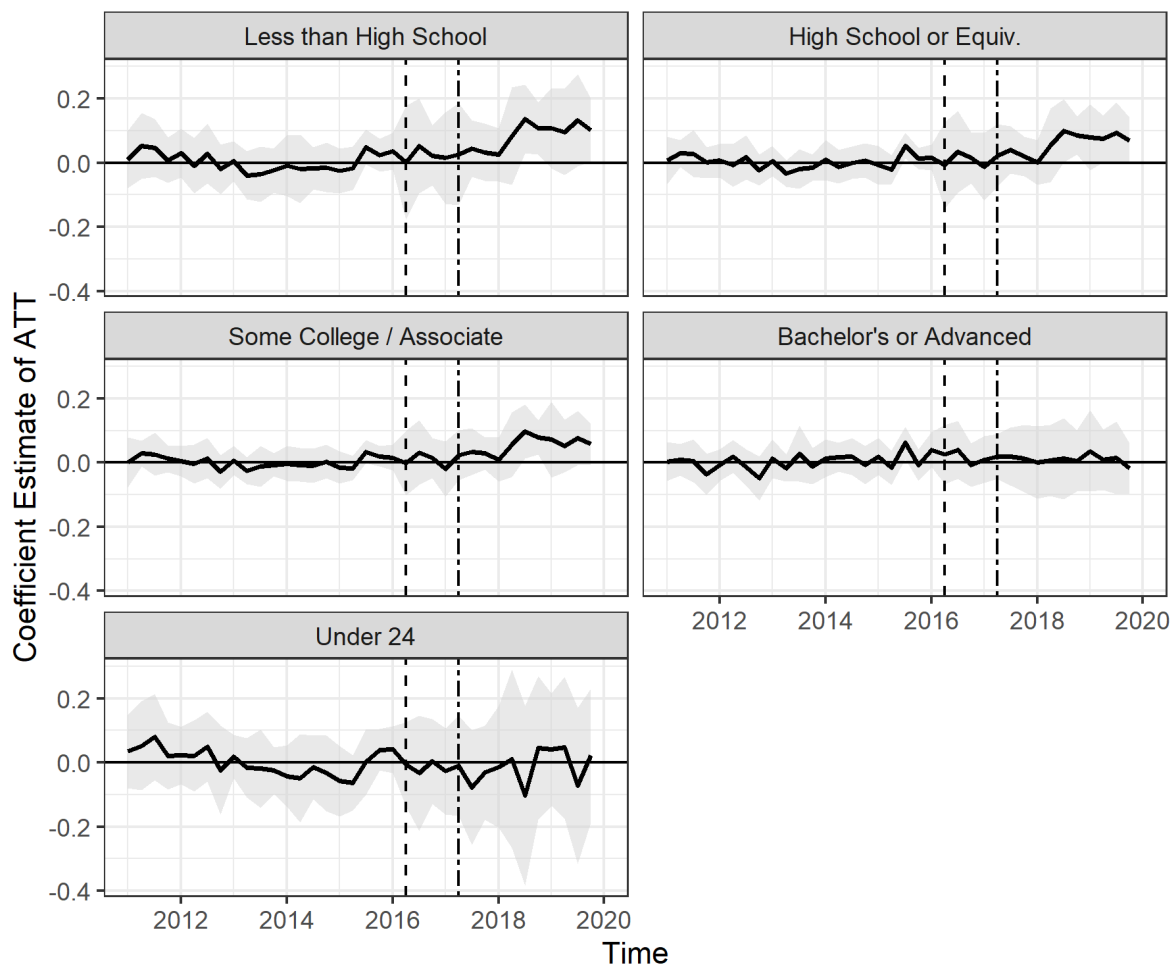 Less than High School
High School or Equiv.
0.2
0.0
-0.2
-0.4
Some College / Associate
Bachelor's or Advanced
0.2
0.0
-0.2
-0.4
2012 2014 2016 2018 2020
Under 24
0.2
0.0
-0.2
-0.4
2012 2014 2016 2018 2020
Coefficient Estimate of ATT
Time